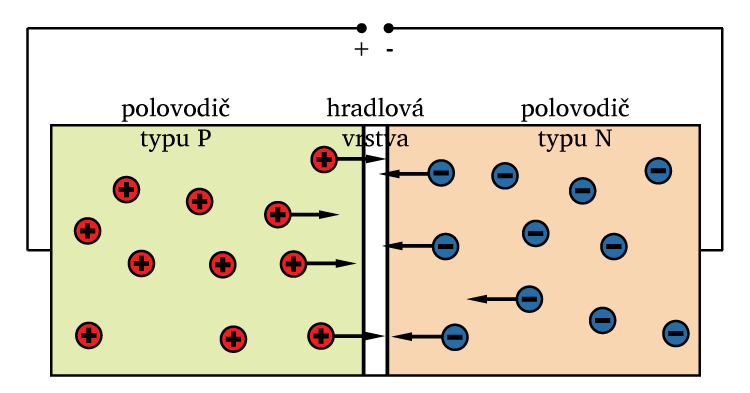 + -
polovodič hradlová polovodič
typu P vrstva typu N